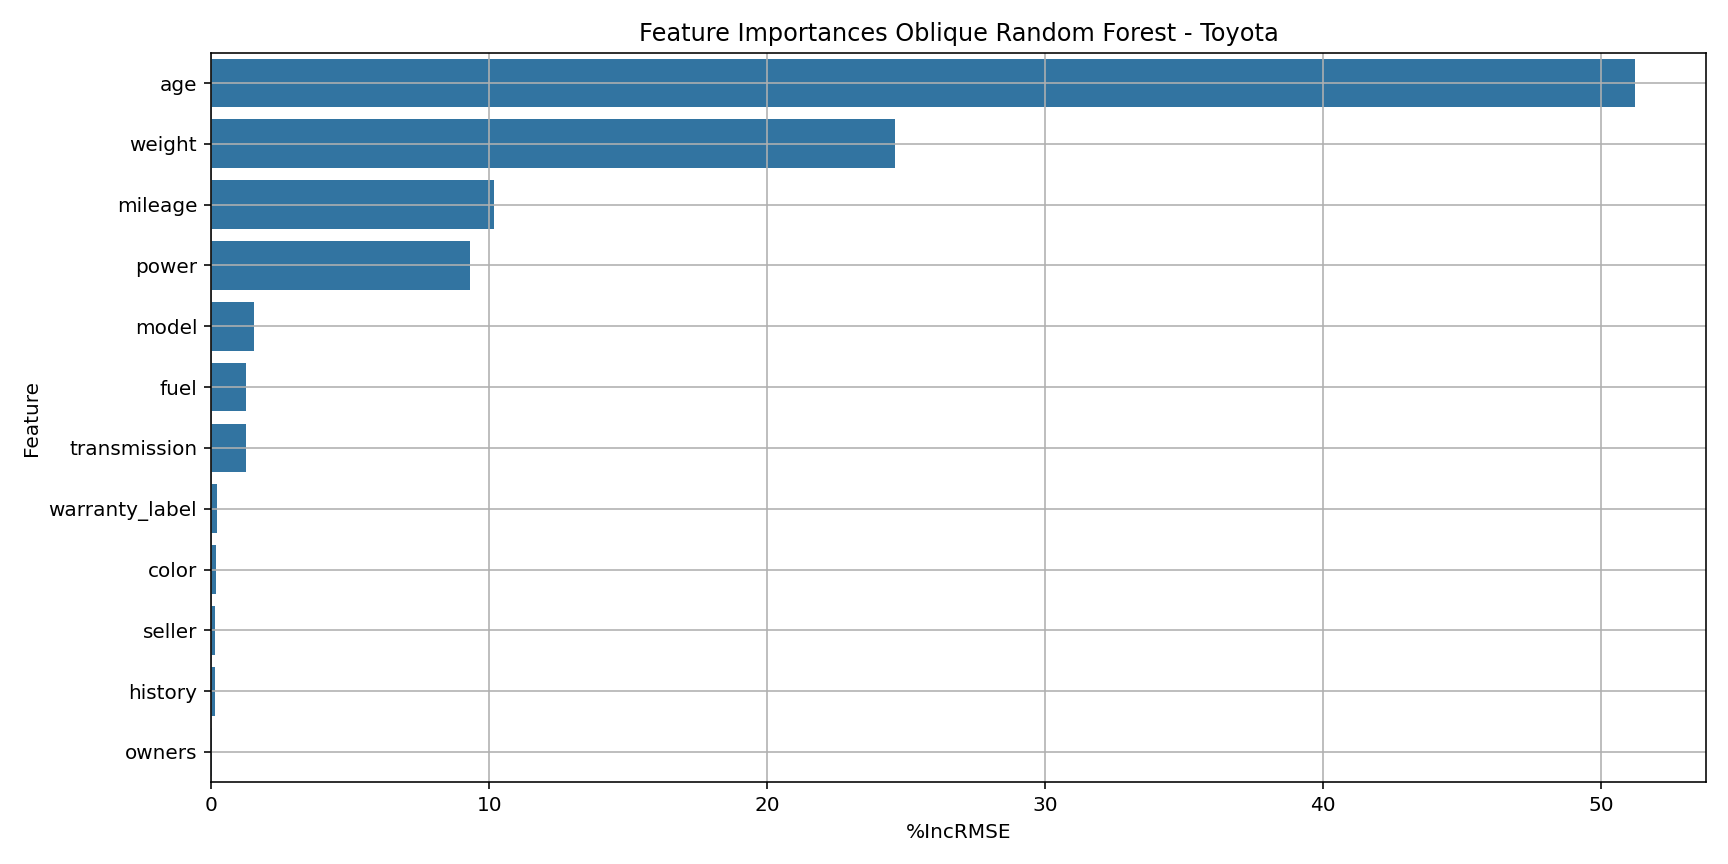 Feature Importances Oblique Random Forest - Toyota
age
weight
mileage
power
model
fuel
transmission
warranty_label
color
seller
history
owners
Feature
0 10 20 30 40 50
%IncRMSE